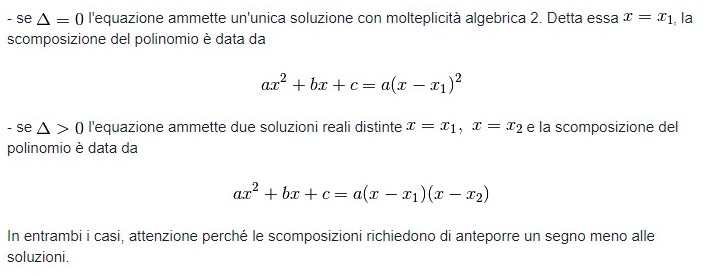 - se Δ = 0 l'equazione ammette un'unica soluzione con molteplicità algebrica 2. Detta essa x = x₁, la
scomposizione del polinomio è data da
ax² + bx + c = a(x − x₁)²
- se Δ > 0 l'equazione ammette due soluzioni reali distinte x = x₁, x = x₂ e la scomposizione del
polinomio è data da
ax² + bx + c = a(x − x₁)(x − x₂)
In entrambi i casi, attenzione perché le scomposizioni richiedono di anteporre un segno meno alle
soluzioni.